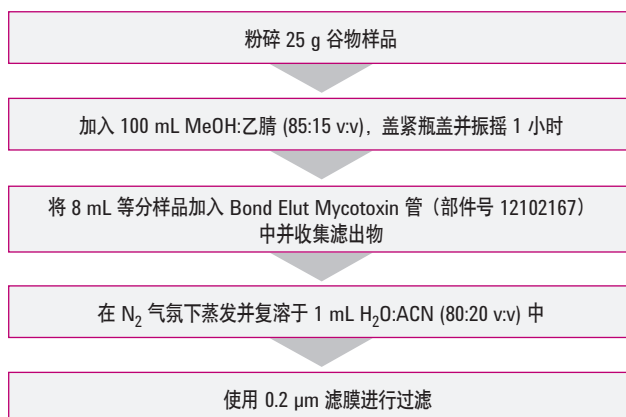 粉碎 25 g 谷物样品
加入 100 mL MeOH:乙腈 (85:15 v:v)，盖紧瓶盖并振摇 1 小时
将 8 mL 等分样品加入 Bond Elut Mycotoxin 管（部件号 12102167）
中并收集滤出物
在 N₂ 气氛下蒸发并复溶于 1 mL H₂O:ACN (80:20 v:v) 中
使用 0.2 µm 滤膜进行过滤